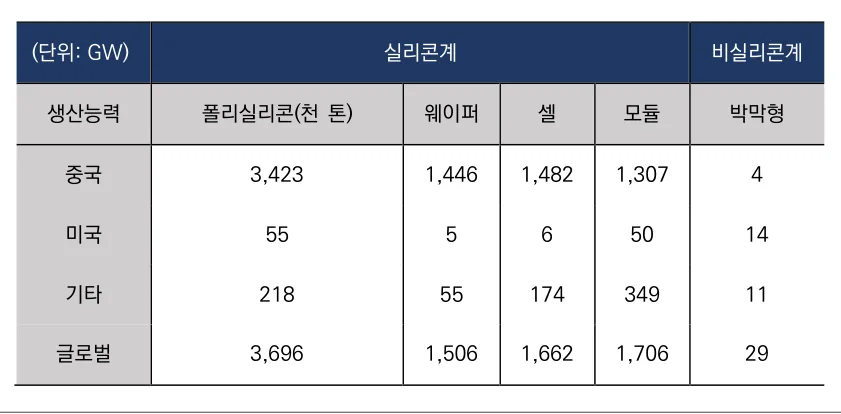 (단위: GW) 실리콘계 비실리콘계
생산능력 폴리실리콘(천 톤) 웨이퍼 셀 모듈 박막형
중국 3,423 1,446 1,482 1,307 4
미국 55 5 6 50 14
기타 218 55 174 349 11
글로벌 3,696 1,506 1,662 1,706 29